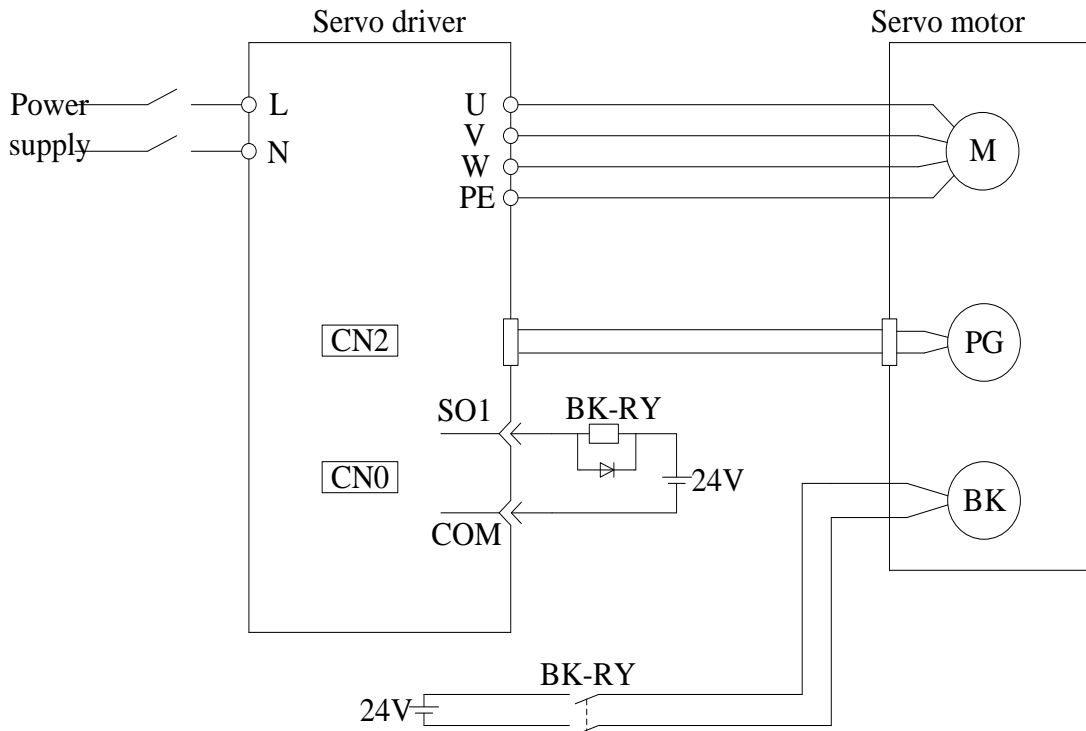 Servo driver
Servo motor
Power
supply
L
N
U
V
W
PE
M
CN2
PG
SO1
BK-RY
CN0
24V
COM
BK
BK-RY
24V